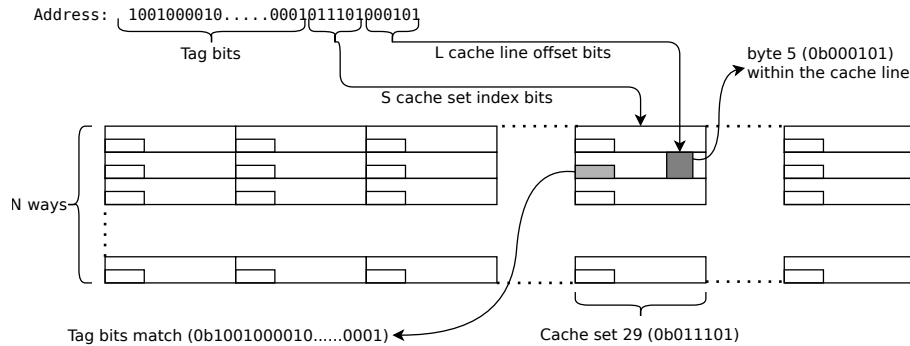 Address: 1001000010.....0001011101000101
Tag bits
L cache line offset bits
S cache set index bits
byte 5 (0b000101)
within the cache line
N ways
Tag bits match (0b1001000010......0001)
Cache set 29 (0b011101)